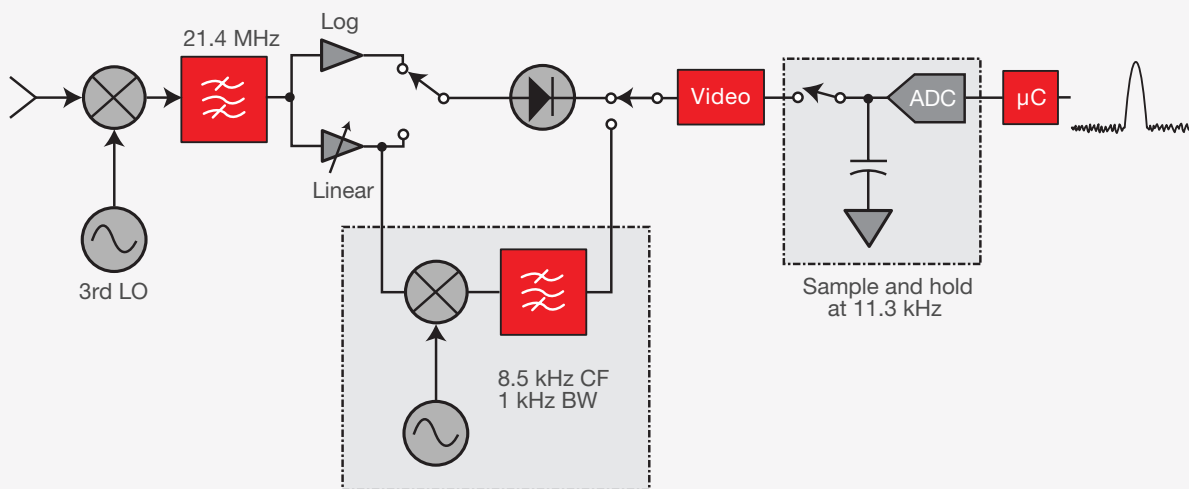 21.4 MHz
Log
Linear
3rd LO
Video
ADC
µC
Sample and hold
at 11.3 kHz
8.5 kHz CF
1 kHz BW